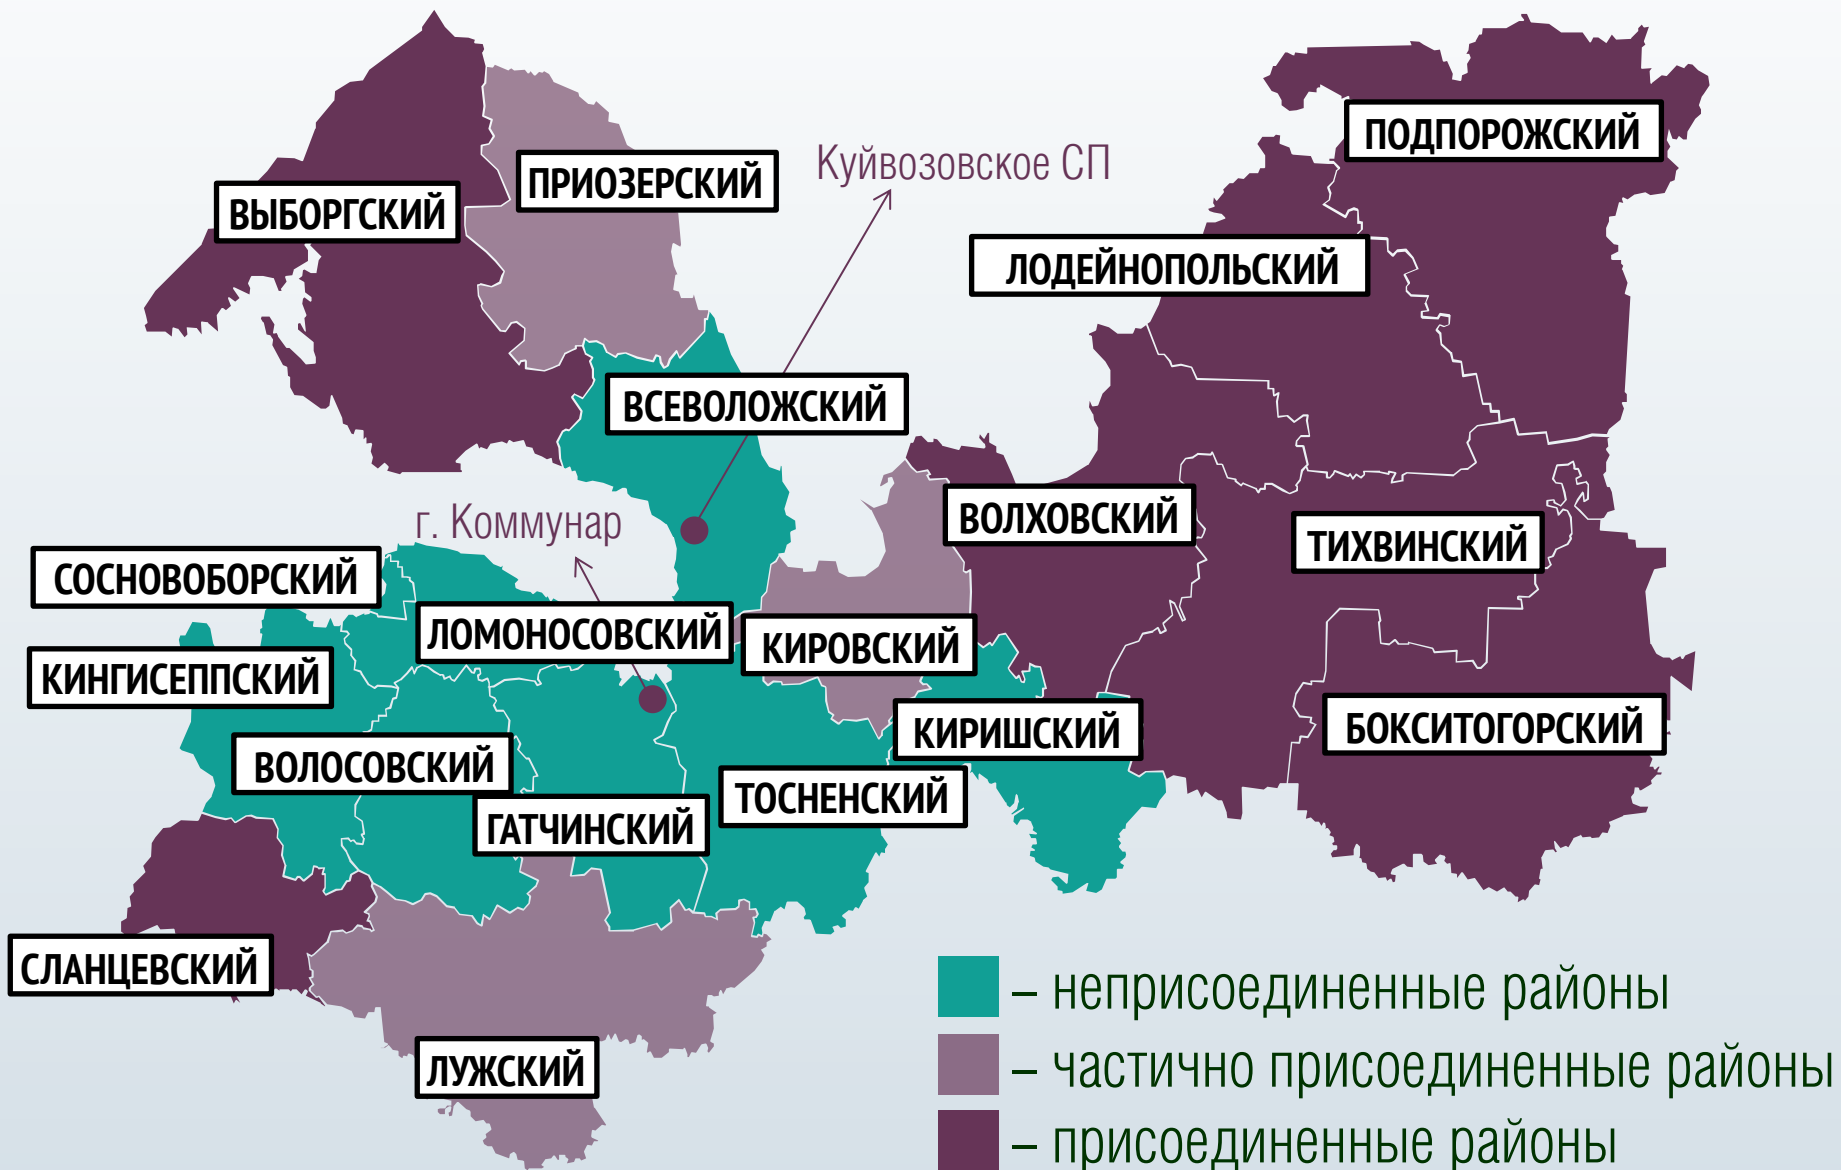 ПОДПОРОЖСКИЙ
Куйвозовское СП
ПРИОЗЕРСКИЙ
ВЫБОРГСКИЙ
ЛОДЕЙНОПОЛЬСКИЙ
ВСЕВОЛОЖСКИЙ
г. Коммунар
ВОЛХОВСКИЙ
ТИХВИНСКИЙ
СОСНОВОБОРСКИЙ
ЛОМОНОСОВСКИЙ
КИРОВСКИЙ
КИНГИСЕППСКИЙ
КИРИШСКИЙ
БОКСИТОГОРСКИЙ
ВОЛОСОВСКИЙ
ТОСНЕНСКИЙ
ГАТЧИНСКИЙ
СЛАНЦЕВСКИЙ
ЛУЖСКИЙ
– неприсоединенные районы
– частично присоединенные районы
– присоединенные районы